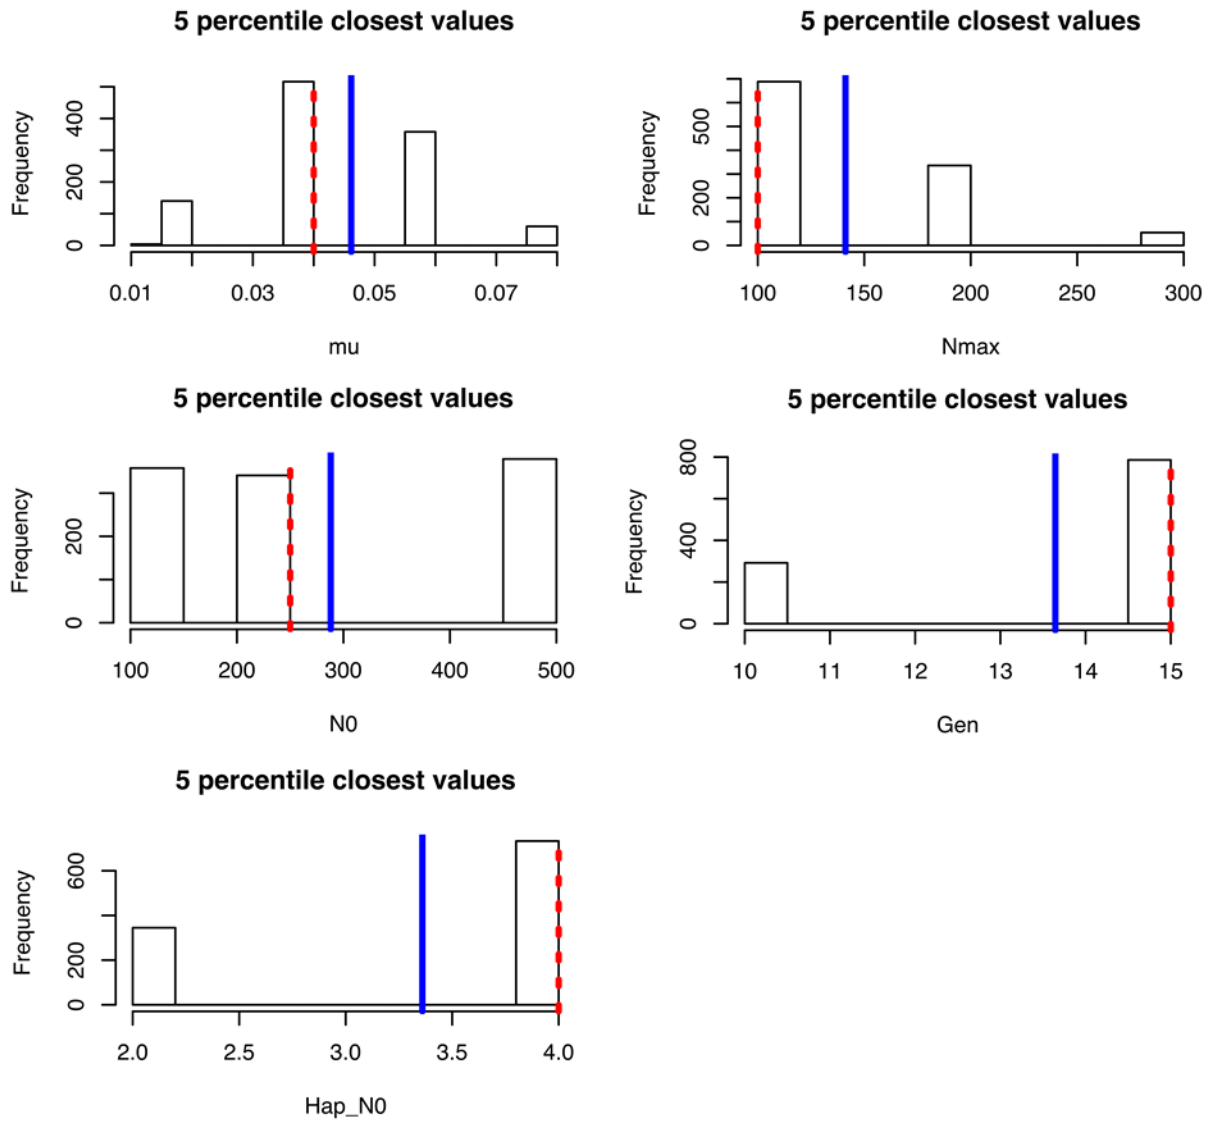 5 percentile closest values
Frequency
0
200
400
0.01 0.03 0.05 0.07
mu
5 percentile closest values
Frequency
0
200
500
100 150 200 250 300
Nmax
5 percentile closest values
Frequency
0
200
100 200 300 400 500
N0
5 percentile closest values
Frequency
0
400
800
10 11 12 13 14 15
Gen
5 percentile closest values
Frequency
0
200
600
2.0 2.5 3.0 3.5 4.0
Hap_N0